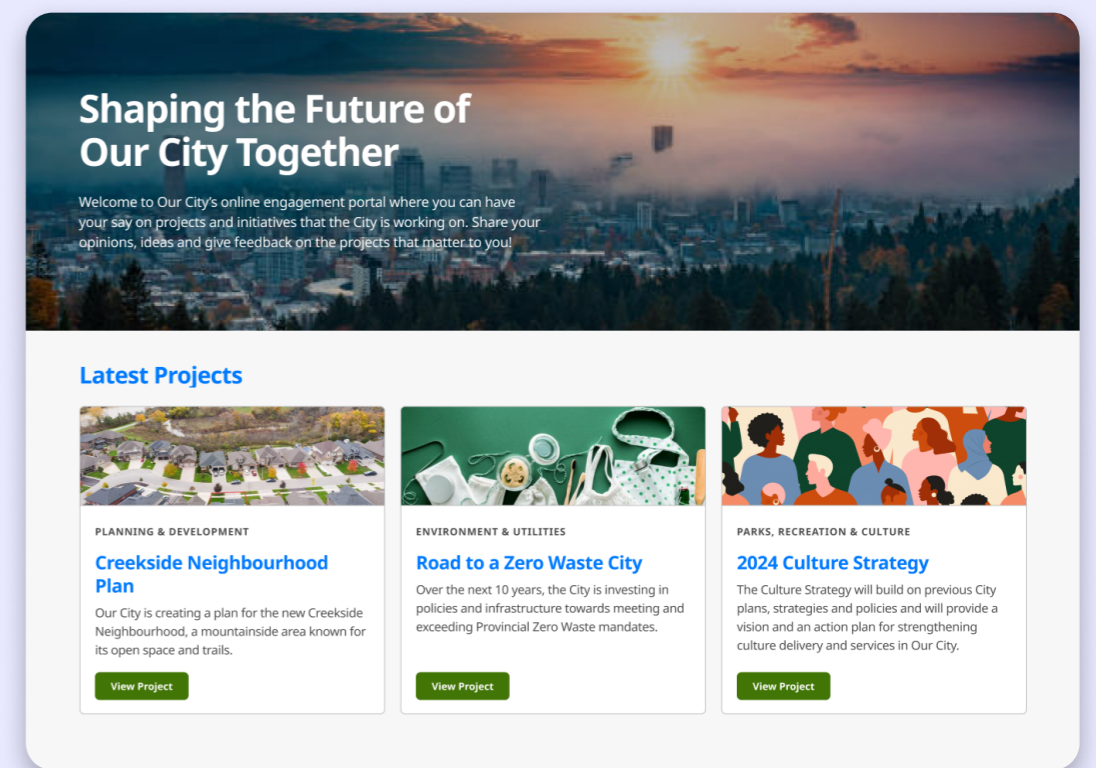 Shaping the Future of
Our City Together
Welcome to Our City's online engagement portal where you can have
your say on projects and initiatives that the City is working on. Share your
opinions, ideas and give feedback on the projects that matter to you!
Latest Projects
PLANNING & DEVELOPMENT
Creekside Neighbourhood
Plan
Our City is creating a plan for the new Creekside
Neighbourhood, a mountainside area known for
its open space and trails.
View Project
ENVIRONMENT & UTILITIES
Road to a Zero Waste City
Over the next 10 years, the City is investing in
policies and infrastructure towards meeting and
exceeding Provincial Zero Waste mandates.
View Project
PARKS, RECREATION & CULTURE
2024 Culture Strategy
The Culture Strategy will build on previous City
plans, strategies and policies and will provide a
vision and an action plan for strengthening
culture delivery and services in Our City.
View Project